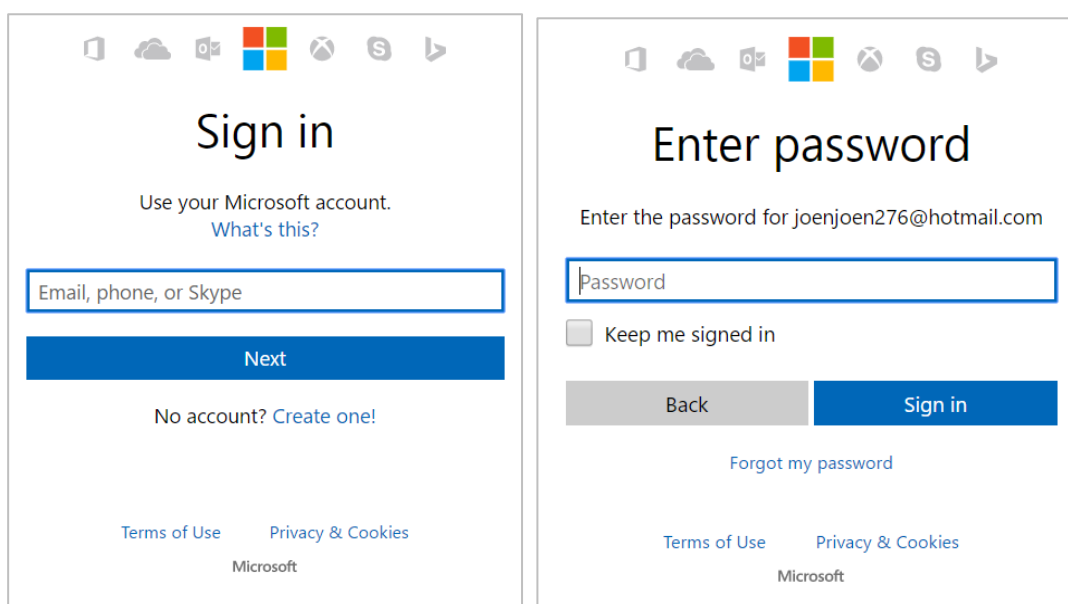 Sign in
Use your Microsoft account.
What's this?
Email, phone, or Skype
Next
No account? Create one!
Terms of Use Privacy & Cookies
Microsoft
Enter password
Enter the password for joenjoen276@hotmail.com
Password
Keep me signed in
Back Sign in
Forgot my password
Terms of Use Privacy & Cookies
Microsoft